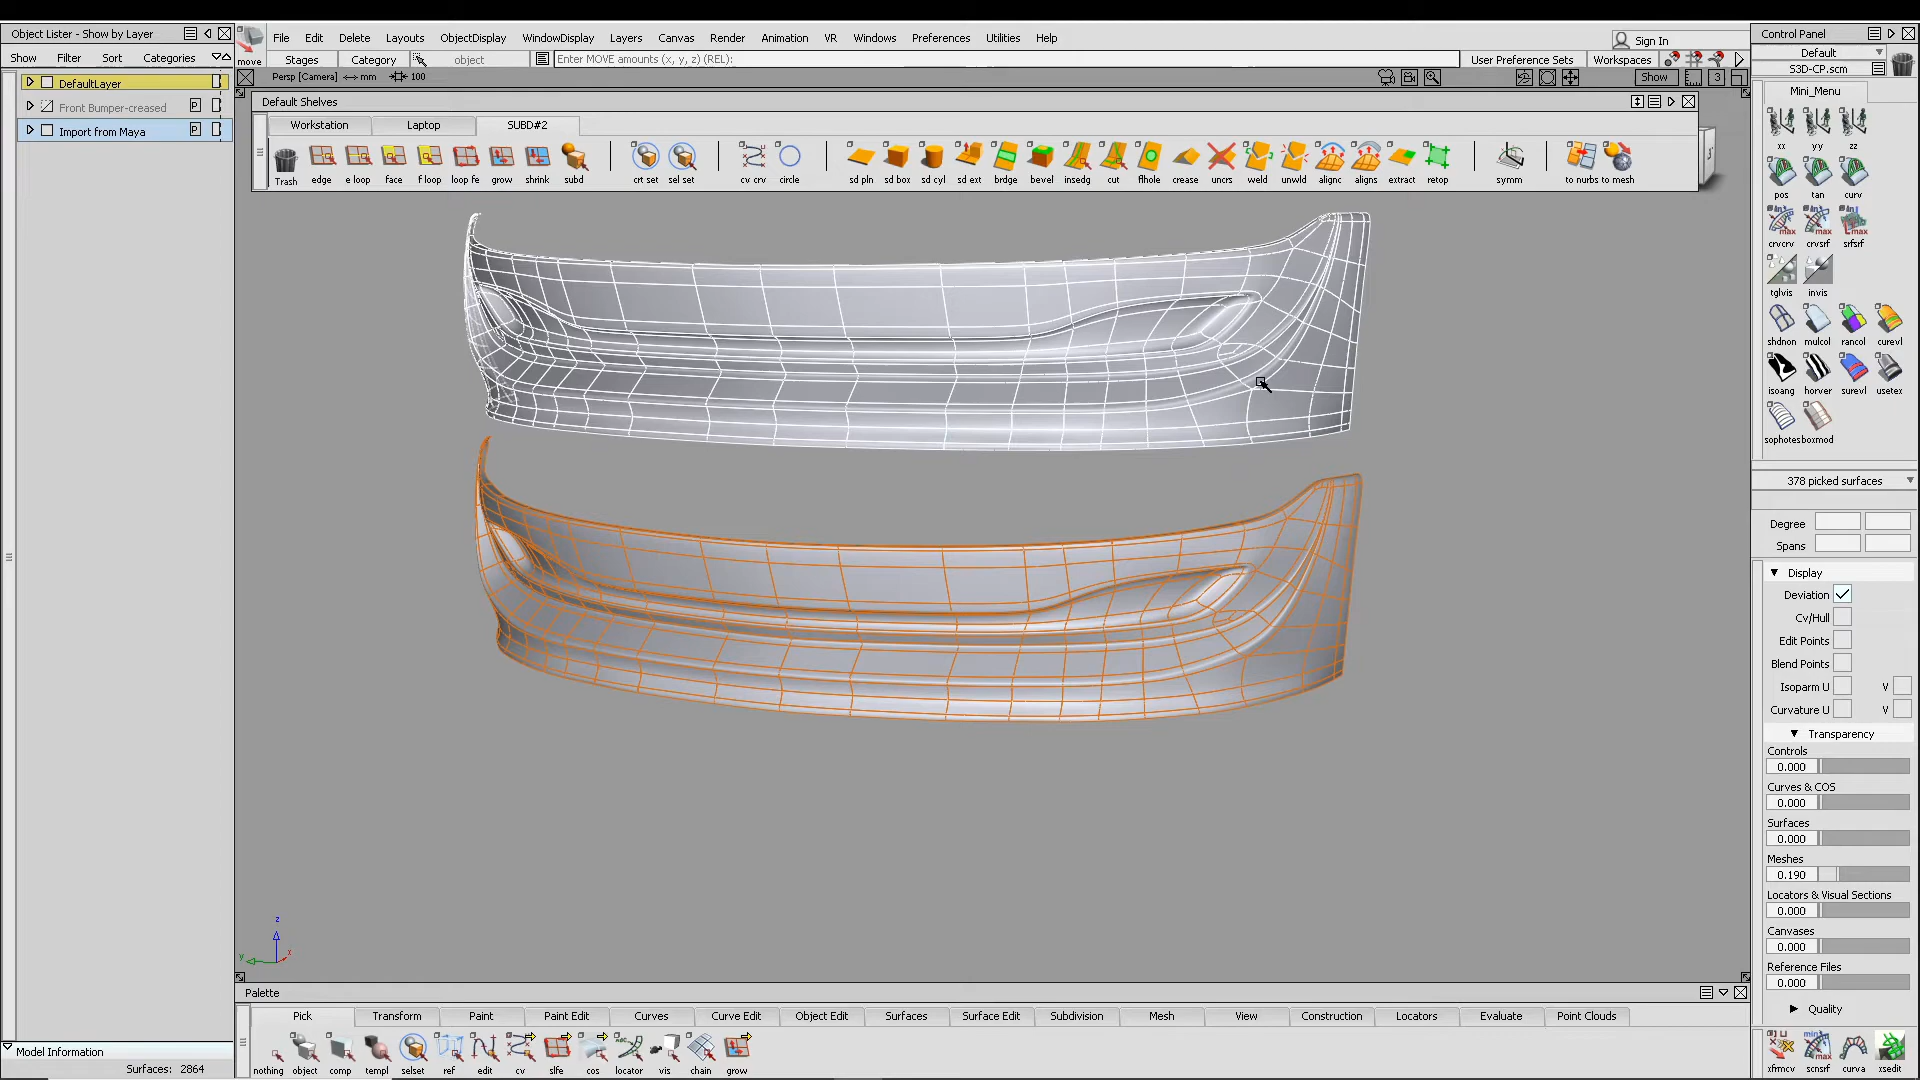 Object Lister - Show by Layer
Show Filter Sort Categories
DefaultLayer
Front Bumper-creased P
Import from Maya P
Model Information
Surfaces: 2864
move
File Edit Delete Layouts ObjectDisplay WindowDisplay Layers Canvas Render Animation VR Windows Preferences Utilities Help
Sign In
Stages Category object Enter MOVE amounts (x, y, z) (REL): User Preference Sets Workspaces
Persp [Camera] mm 100 Show 3
Default Shelves
Workstation Laptop SUBD#2
Trash edge e loop face f loop loop fe grow shrink subd crt set sel set cv crv circle sd pln sd box sd cyl sd ext brdge bevel insedg cut flhole crease uncrs weld unwld alignc aligns extract retop symm to nurbs to mesh
z
y x
Palette
Pick Transform Paint Paint Edit Curves Curve Edit Object Edit Surfaces Surface Edit Subdivision Mesh View Construction Locators Evaluate Point Clouds
nothing object comp templ selset ref edit cv slfe cos locator vis chain grow
Control Panel
Default
S3D-CP.scm
Mini_Menu
xx yy zz
pos tan curv
crvcrv crvsrf srfsrf
tglvis invis
shdnon mulcol rancol curevl
isoang horver surevl usetex
sophotes boxmod
378 picked surfaces
Degree
Spans
Display
Deviation
Cv/Hull
Edit Points
Blend Points
Isoparm U V
Curvature U V
Transparency
Controls
0.000
Curves & COS
0.000
Surfaces
0.000
Meshes
0.190
Locators & Visual Sections
0.000
Canvases
0.000
Reference Files
0.000
Quality
xfrmcv scnsrf curva xsedit